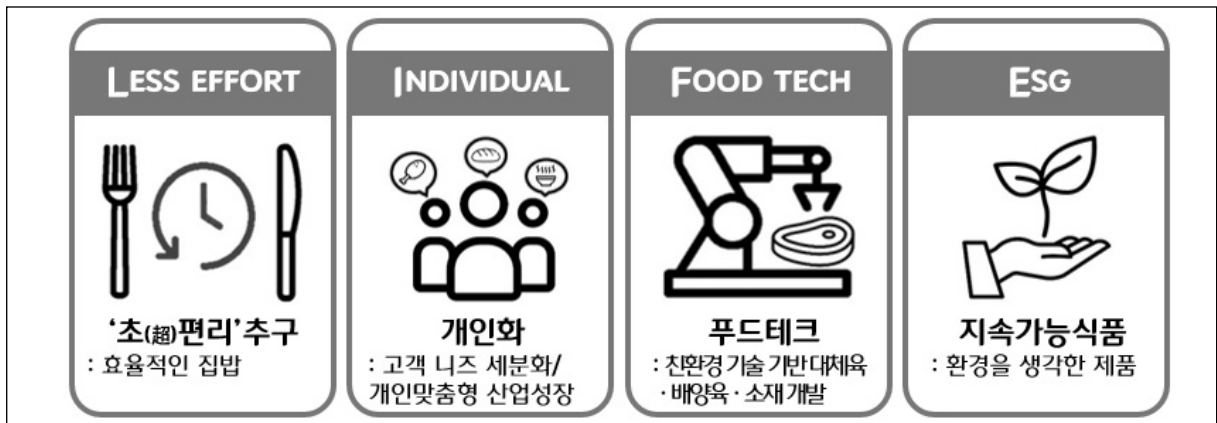 LESS EFFORT
'초(超)편리'추구
: 효율적인 집밥
INDIVIDUAL
개인화
: 고객 니즈 세분화/
개인맞춤형 산업성장
FOOD TECH
푸드테크
: 친환경 기술 기반 대체육
· 배양육 · 소재 개발
ESG
지속가능식품
: 환경을 생각한 제품